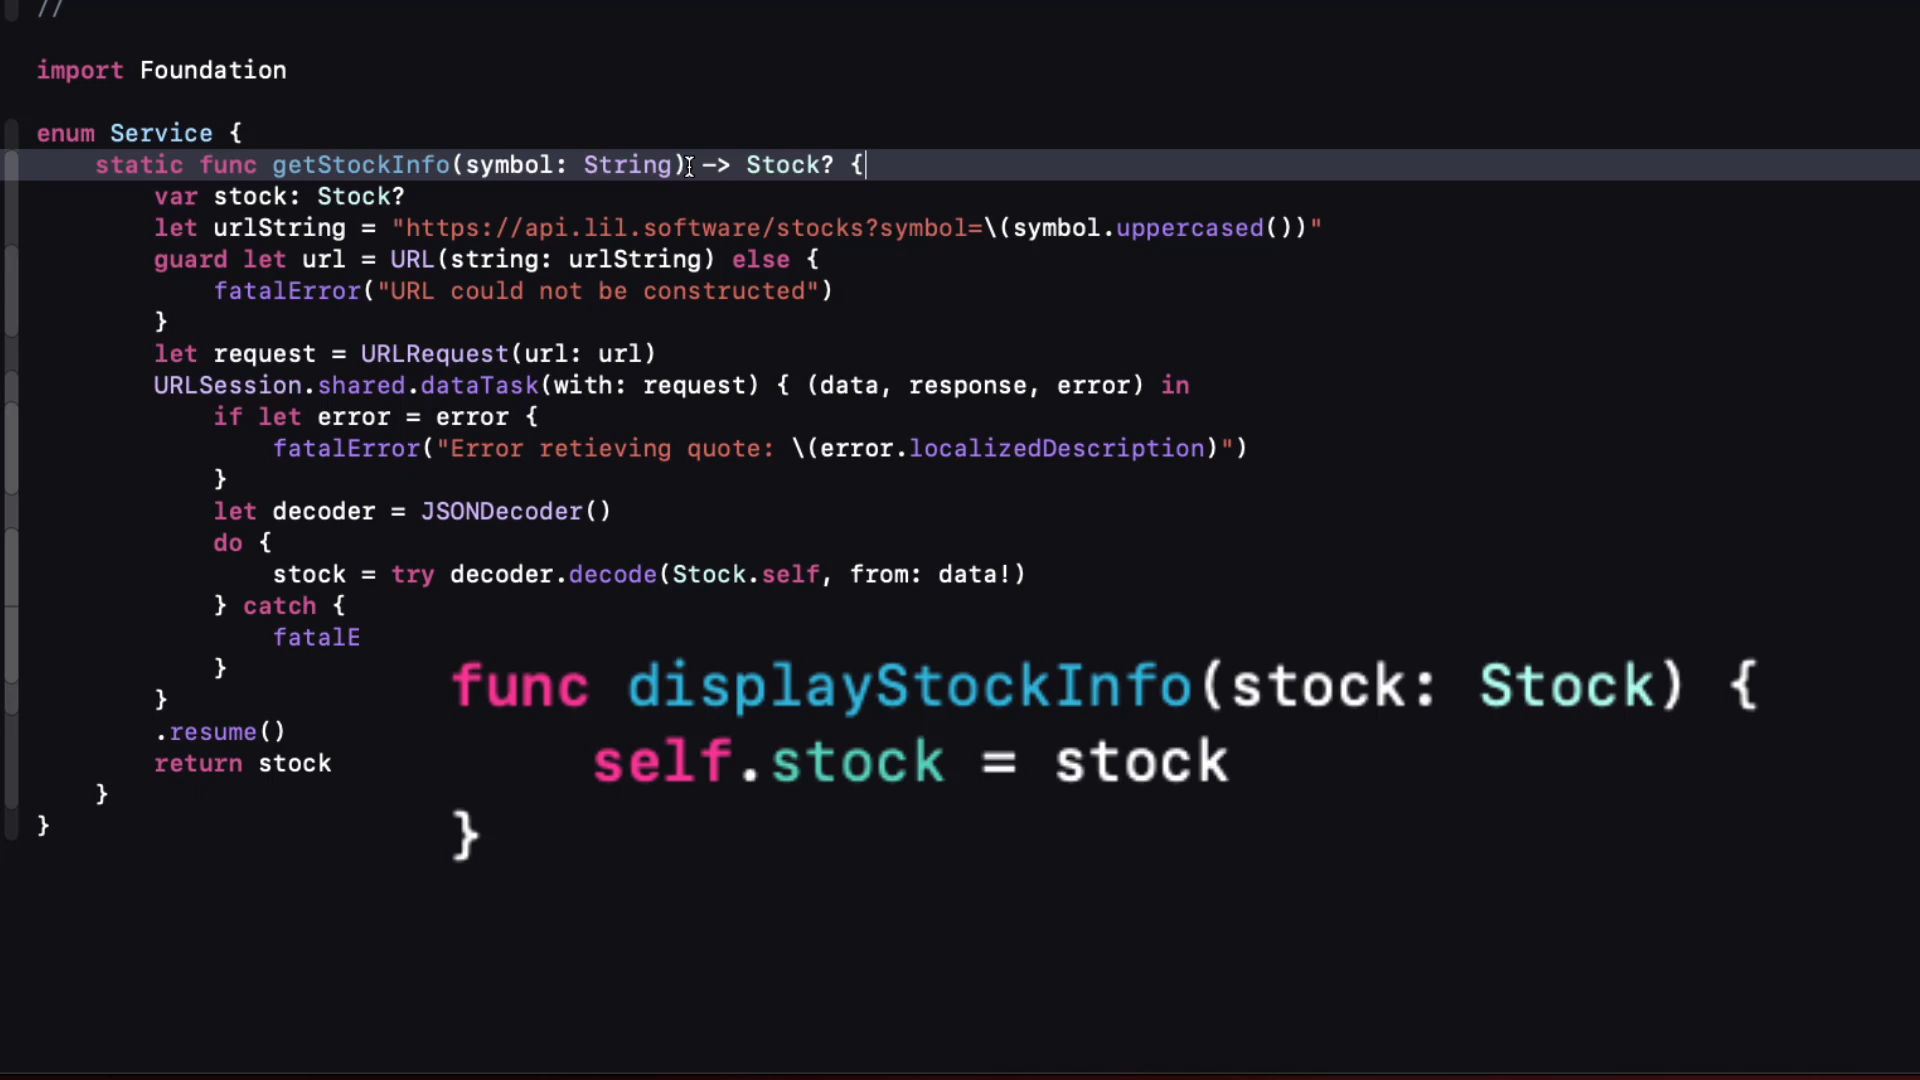 //
import Foundation
enum Service {
static func getStockInfo(symbol: String) -> Stock? {
var stock: Stock?
let urlString = "https://api.lil.software/stocks?symbol=\(symbol.uppercased())"
guard let url = URL(string: urlString) else {
fatalError("URL could not be constructed")
}
let request = URLRequest(url: url)
URLSession.shared.dataTask(with: request) { (data, response, error) in
if let error = error {
fatalError("Error retieving quote: \(error.localizedDescription)")
}
let decoder = JSONDecoder()
do {
stock = try decoder.decode(Stock.self, from: data!)
} catch {
fatalE
}
}
.resume()
return stock
}
}
func displayStockInfo(stock: Stock) {
self.stock = stock
}